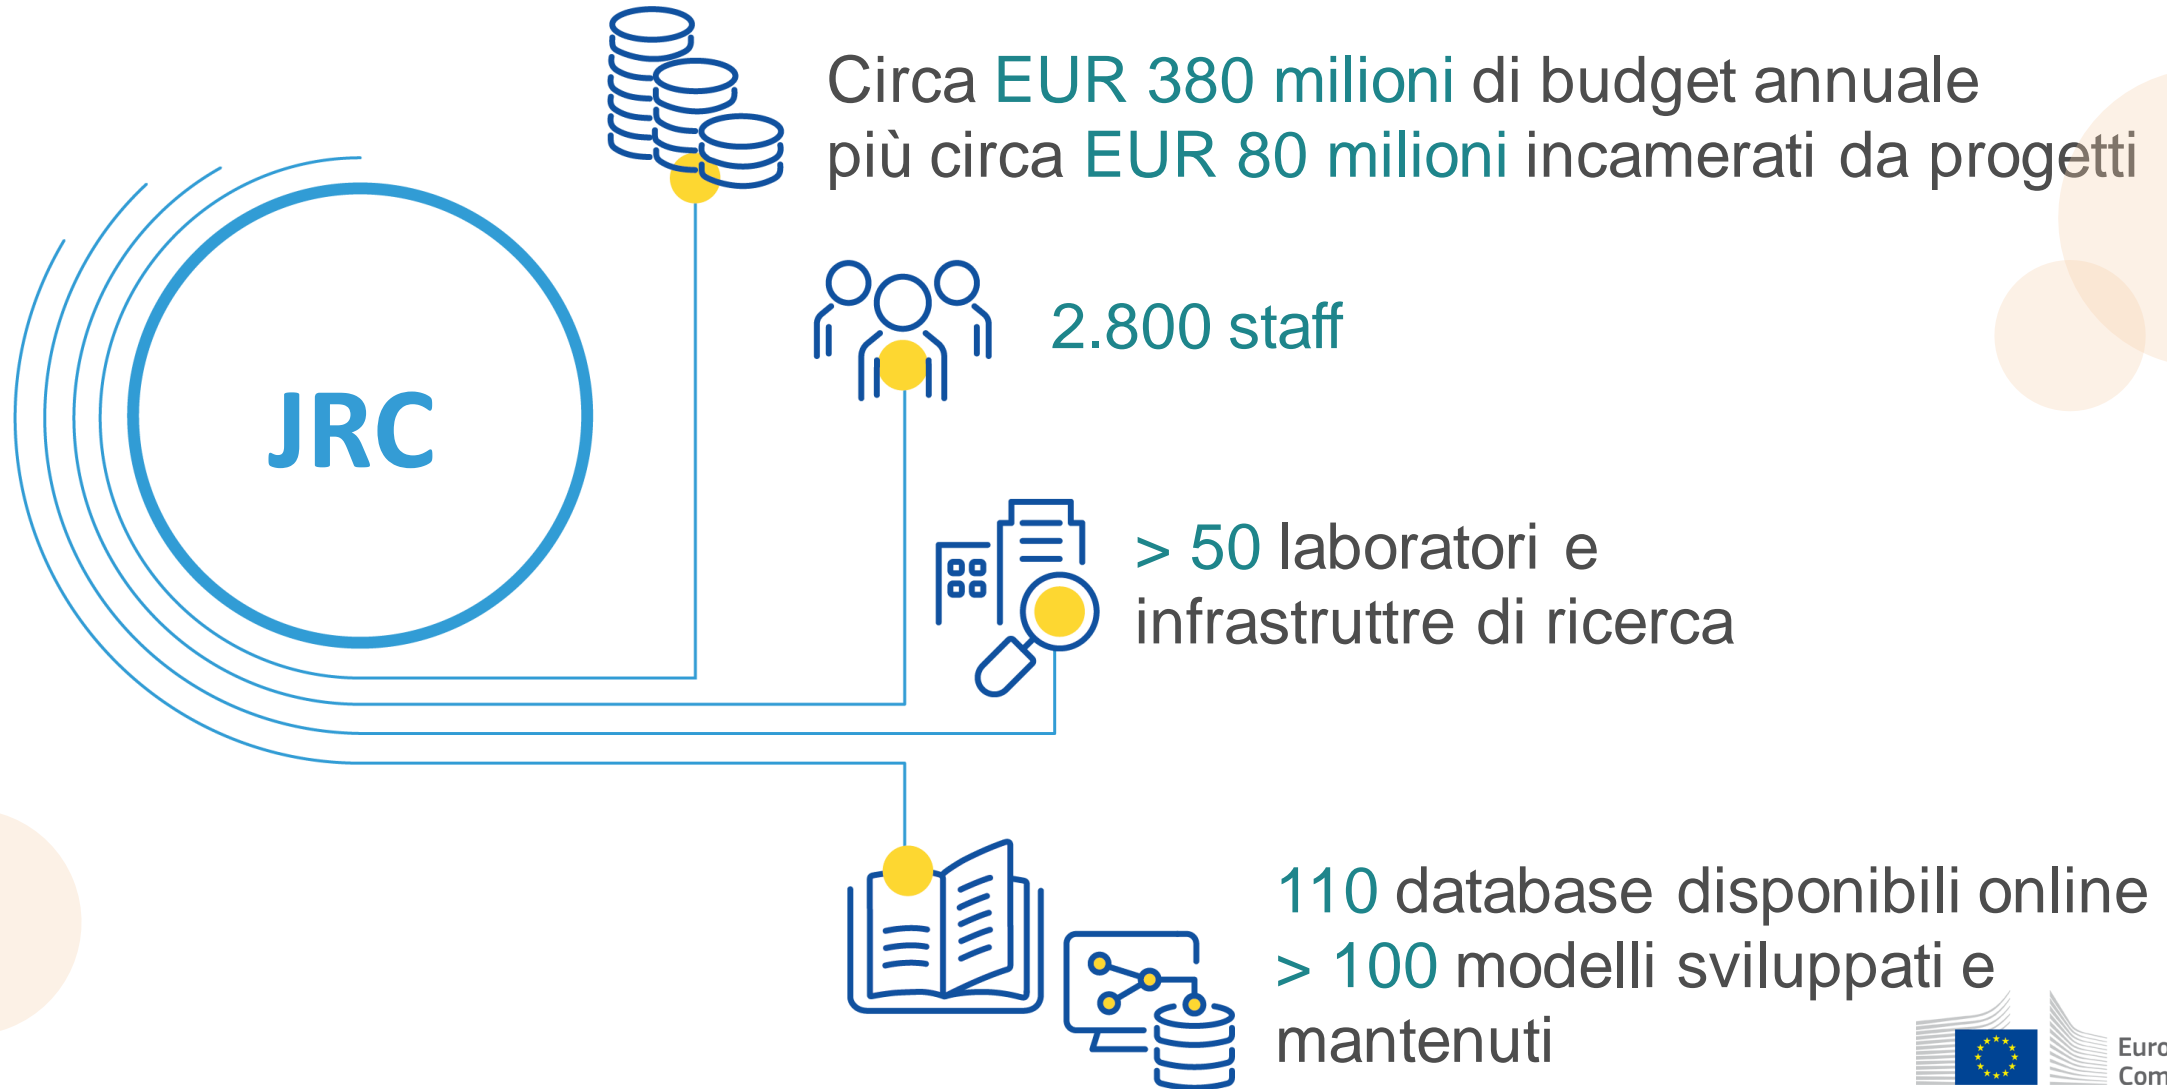 Circa EUR 380 milioni di budget annuale
più circa EUR 80 milioni incamerati da progetti
2.800 staff
JRC
> 50 laboratori e
infrastruttre di ricerca
110 database disponibili online
> 100 modelli sviluppati e
mantenuti